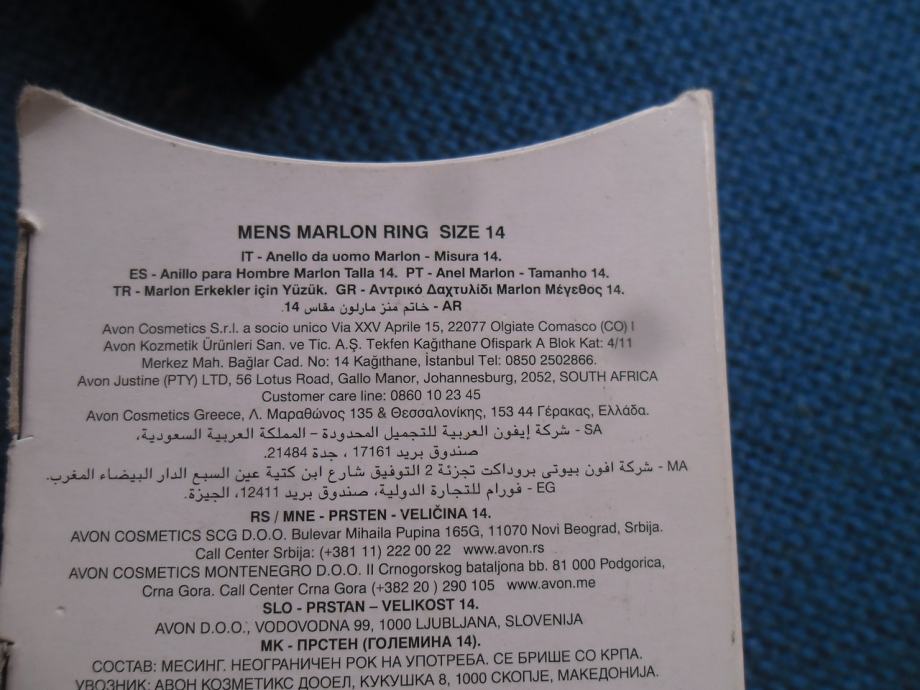 MENS MARLON RING SIZE 14
IT - Anello da uomo Marlon - Misura 14.
ES - Anillo para Hombre Marlon Talla 14. PT - Anel Marlon - Tamanho 14.
TR - Marlon Erkekler için Yüzük. GR - Αντρικό Δαχτυλίδι Marlon Μέγεθος 14.
AR - خاتم منز مارلون مقاس 14.
Avon Cosmetics S.r.l. a socio unico Via XXV Aprile 15, 22077 Olgiate Comasco (CO) I
Avon Kozmetik Ürünleri San. ve Tic. A.Ş. Tekfen Kağıthane Ofispark A Blok Kat: 4/11
Merkez Mah. Bağlar Cad. No: 14 Kağıthane, İstanbul Tel: 0850 2502866.
Avon Justine (PTY) LTD, 56 Lotus Road, Gallo Manor, Johannesburg, 2052, SOUTH AFRICA
Customer care line: 0860 10 23 45
Avon Cosmetics Greece, Λ. Μαραθώνος 135 & Θεσσαλονίκης, 153 44 Γέρακας, Ελλάδα.
SA - شركة إيفون العربية للتجميل المحدودة – المملكة العربية السعودية،
صندوق بريد 17161 ، جدة 21484.
MA - شركة افون بيوتي بروداكت تجزئة 2 التوفيق شارع ابن كتية عين السبع الدار البيضاء المغرب.
EG - فورام للتجارة الدولية، صندوق بريد 12411، الجيزة.
RS / MNE - PRSTEN - VELIČINA 14.
AVON COSMETICS SCG D.O.O. Bulevar Mihaila Pupina 165G, 11070 Novi Beograd, Srbija.
Call Center Srbija: (+381 11) 222 00 22 www.avon.rs
AVON COSMETICS MONTENEGRO D.O.O. II Crnogorskog bataljona bb. 81 000 Podgorica,
Crna Gora. Call Center Crna Gora (+382 20 ) 290 105 www.avon.me
SLO - PRSTAN – VELIKOST 14.
AVON D.O.O., VODOVODNA 99, 1000 LJUBLJANA, SLOVENIJA
MK - ПРСТЕН (ГОЛЕМИНА 14).
СОСТАВ: МЕСИНГ. НЕОГРАНИЧЕН РОК НА УПОТРЕБА. СЕ БРИШЕ СО КРПА.
УВОЗНИК: АВОН КОЗМЕТИКС ДООЕЛ, КУКУШКА 8, 1000 СКОПЈЕ, МАКЕДОНИЈА.